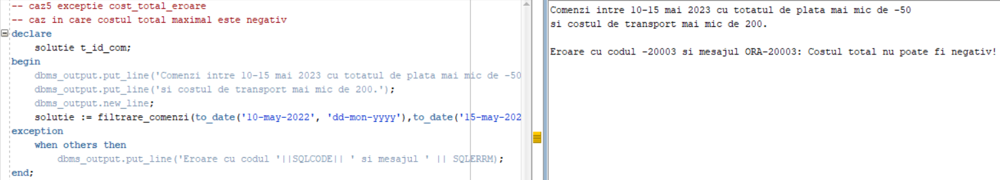 -- caz5 exceptie cost_total_eroare
-- caz in care costul total maximal este negativ
declare
solutie t_id_com;
begin
dbms_output.put_line('Comenzi intre 10-15 mai 2023 cu totatul de plata mai mic de -50
dbms_output.put_line('si costul de transport mai mic de 200.');
dbms_output.new_line;
solutie := filtrare_comenzi(to_date('10-may-2022', 'dd-mon-yyyy'),to_date('15-may-202
exception
when others then
dbms_output.put_line('Eroare cu codul '||SQLCODE|| ' si mesajul ' || SQLERRM);
end;
Comenzi intre 10-15 mai 2023 cu totatul de plata mai mic de -50
si costul de transport mai mic de 200.
Eroare cu codul -20003 si mesajul ORA-20003: Costul total nu poate fi negativ!